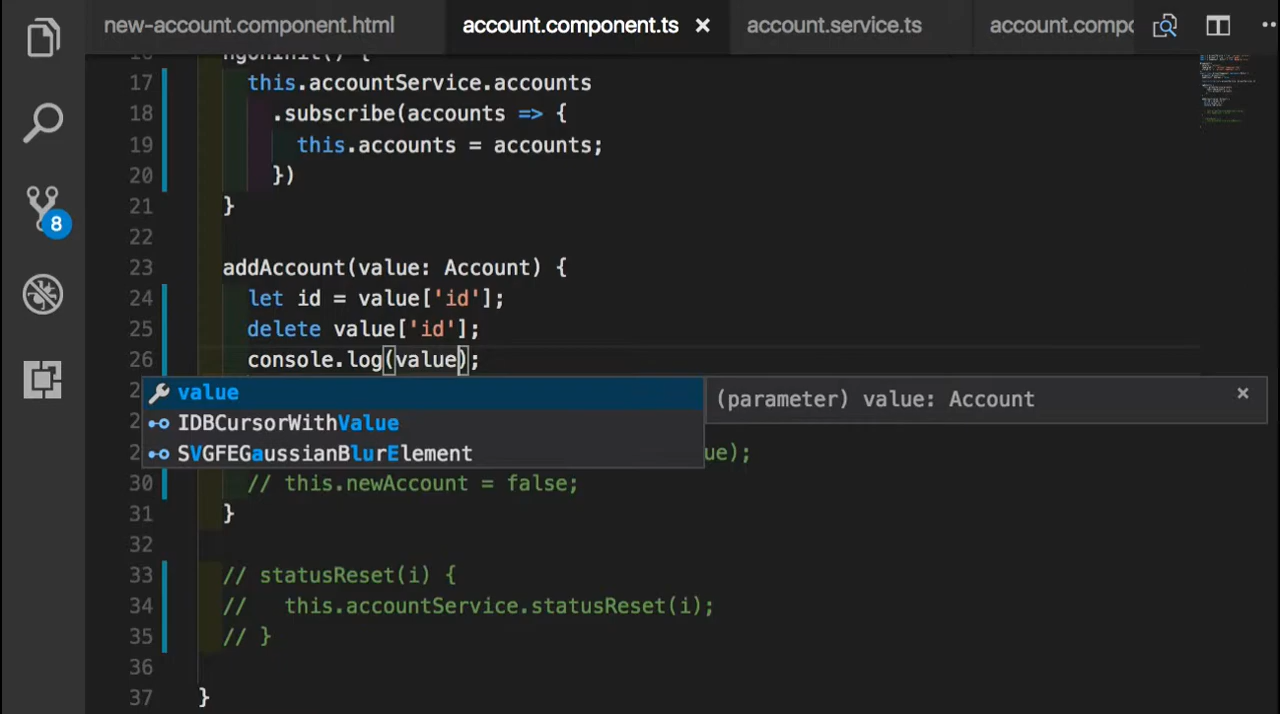 new-account.component.html account.component.ts × account.service.ts account.compo
16 ngOnInit() {
17 this.accountService.accounts
18 .subscribe(accounts => {
19 this.accounts = accounts;
20 })
21 }
22
23 addAccount(value: Account) {
24 let id = value['id'];
25 delete value['id'];
26 console.log(value);
value (parameter) value: Account ×
IDBCursorWithValue
SVGFEGaussianBlurElement ue);
30 // this.newAccount = false;
31 }
32
33 // statusReset(i) {
34 // this.accountService.statusReset(i);
35 // }
36
37 }
8